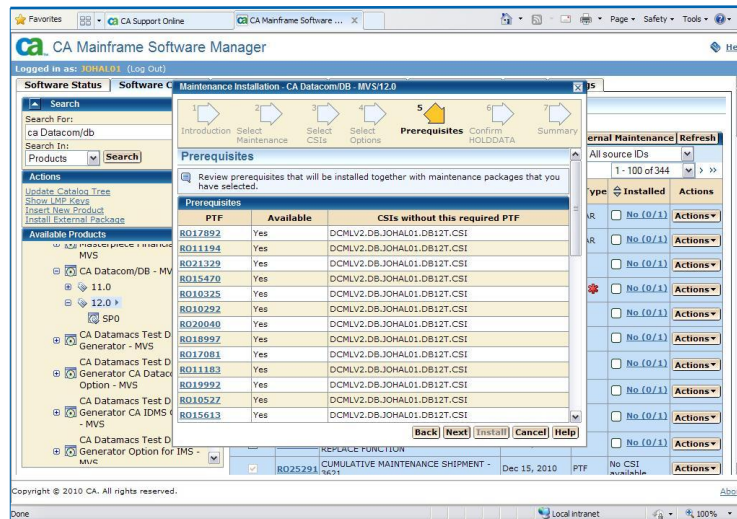 Favorites
CA Support Online
CA Mainframe Software ...
Page
Safety
Tools
ca
CA Mainframe Software Manager
He
Logged in as: JOHAL01 (Log Out)
Software Status
Software C
gs
Search
Search For:
ca Datacom/db
Search In:
Products
Search
Actions
Update Catalog Tree
Show LMP Keys
Insert New Product
Install External Package
Available Products
Masterpiece Financia
MVS
CA Datacom/DB - MV
11.0
12.0
SP0
CA Datamacs Test D
Generator - MVS
CA Datamacs Test D
Generator CA Dataco
Option - MVS
CA Datamacs Test D
Generator CA IDMS
- MVS
CA Datamacs Test D
Generator Option for IMS -
MVS
Maintenance Installation - CA Datacom/DB - MVS/12.0
1 2 3 4 5 6 7
Introduction
Select Maintenance
Select CSIs
Select Options
Prerequisites
Confirm HOLDDATA
Summary
Prerequisites
Review prerequisites that will be installed together with maintenance packages that you
have selected.
Prerequisites
PTF Available CSIs without this required PTF
RO17892 Yes DCMLV2.DB.JOHAL01.DB12T.CSI
RO11194 Yes DCMLV2.DB.JOHAL01.DB12T.CSI
RO21329 Yes DCMLV2.DB.JOHAL01.DB12T.CSI
RO15470 Yes DCMLV2.DB.JOHAL01.DB12T.CSI
RO10325 Yes DCMLV2.DB.JOHAL01.DB12T.CSI
RO10292 Yes DCMLV2.DB.JOHAL01.DB12T.CSI
RO20040 Yes DCMLV2.DB.JOHAL01.DB12T.CSI
RO18997 Yes DCMLV2.DB.JOHAL01.DB12T.CSI
RO17081 Yes DCMLV2.DB.JOHAL01.DB12T.CSI
RO11183 Yes DCMLV2.DB.JOHAL01.DB12T.CSI
RO19992 Yes DCMLV2.DB.JOHAL01.DB12T.CSI
RO10527 Yes DCMLV2.DB.JOHAL01.DB12T.CSI
RO15613 Yes DCMLV2.DB.JOHAL01.DB12T.CSI
Back Next Install Cancel Help
ernal Maintenance Refresh
All source IDs
1 - 100 of 344
ype Installed Actions
AR No (0/1) Actions
AR No (0/1) Actions
No (0/1) Actions
No (0/1) Actions
No (0/1) Actions
No (0/1) Actions
No (0/1) Actions
No (0/1) Actions
No (0/1) Actions
REPLACE FUNCTION No (0/1) Actions
RO25291 CUMULATIVE MAINTENANCE SHIPMENT - 3621 Dec 15, 2010 PTF No CSI available Actions
Copyright © 2010 CA. All rights reserved.
Abo
Done
Local intranet
100%